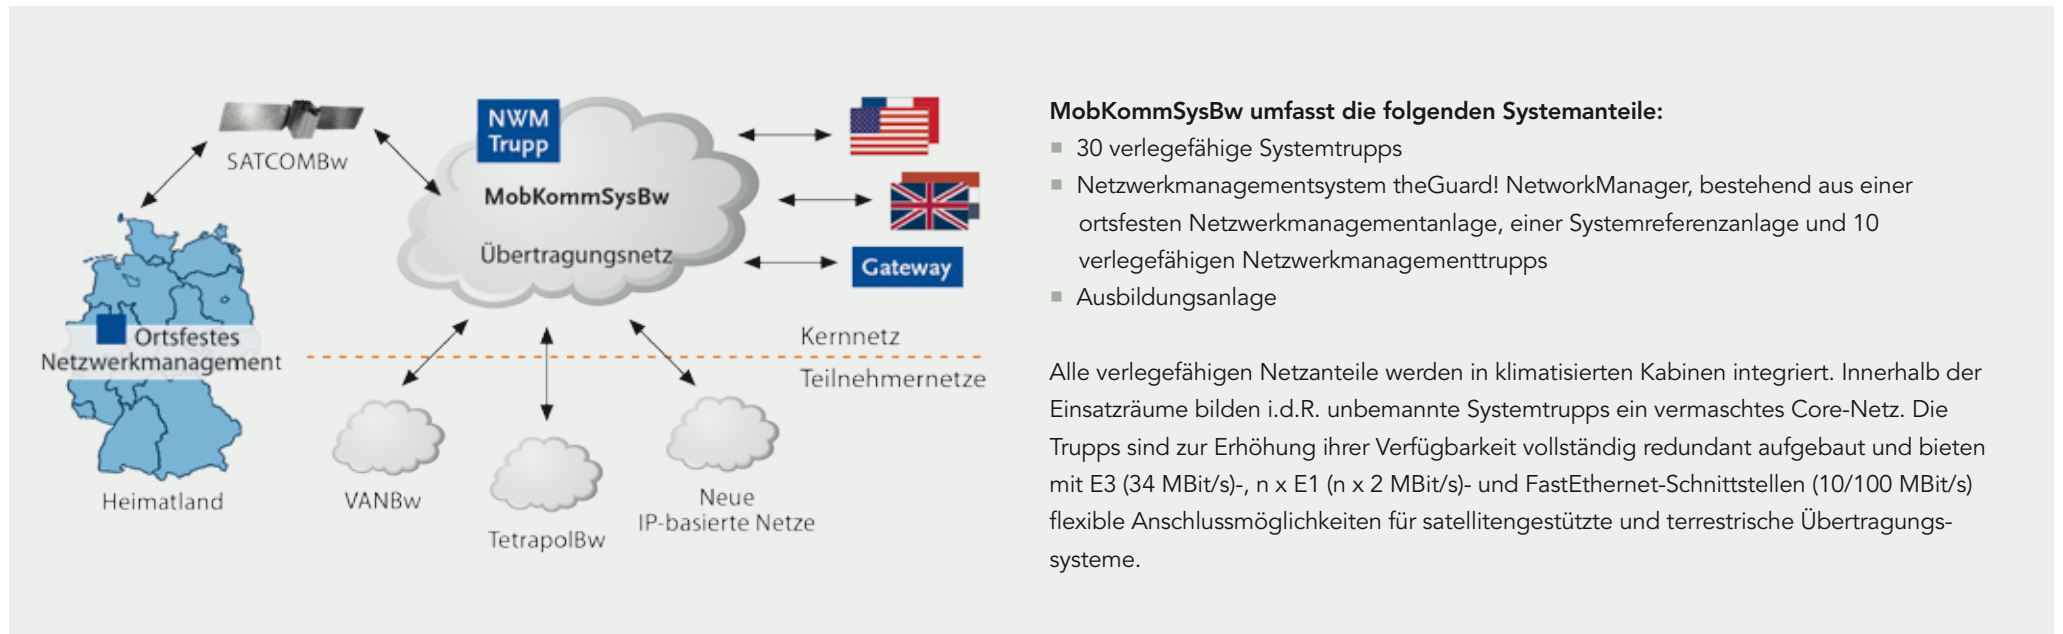 NWM
Trupp
SATCOMBw
MobKommSysBw
Übertragungsnetz
Gateway
Ortsfestes
Netzwerkmanagement
Kernnetz
Teilnehmernetze
Heimatland
VANBw
TetrapolBw
Neue
IP-basierte Netze
MobKommSysBw umfasst die folgenden Systemanteile:
30 verlegefähige Systemtrupps
Netzwerkmanagementsystem theGuard! NetworkManager, bestehend aus einer
ortsfesten Netzwerkmanagementanlage, einer Systemreferenzanlage und 10
verlegefähigen Netzwerkmanagementtrupps
Ausbildungsanlage
Alle verlegefähigen Netzanteile werden in klimatisierten Kabinen integriert. Innerhalb der
Einsatzräume bilden i.d.R. unbemannte Systemtrupps ein vermaschtes Core-Netz. Die
Trupps sind zur Erhöhung ihrer Verfügbarkeit vollständig redundant aufgebaut und bieten
mit E3 (34 MBit/s)-, n x E1 (n x 2 MBit/s)- und FastEthernet-Schnittstellen (10/100 MBit/s)
flexible Anschlussmöglichkeiten für satellitengestützte und terrestrische Übertragungs-
systeme.